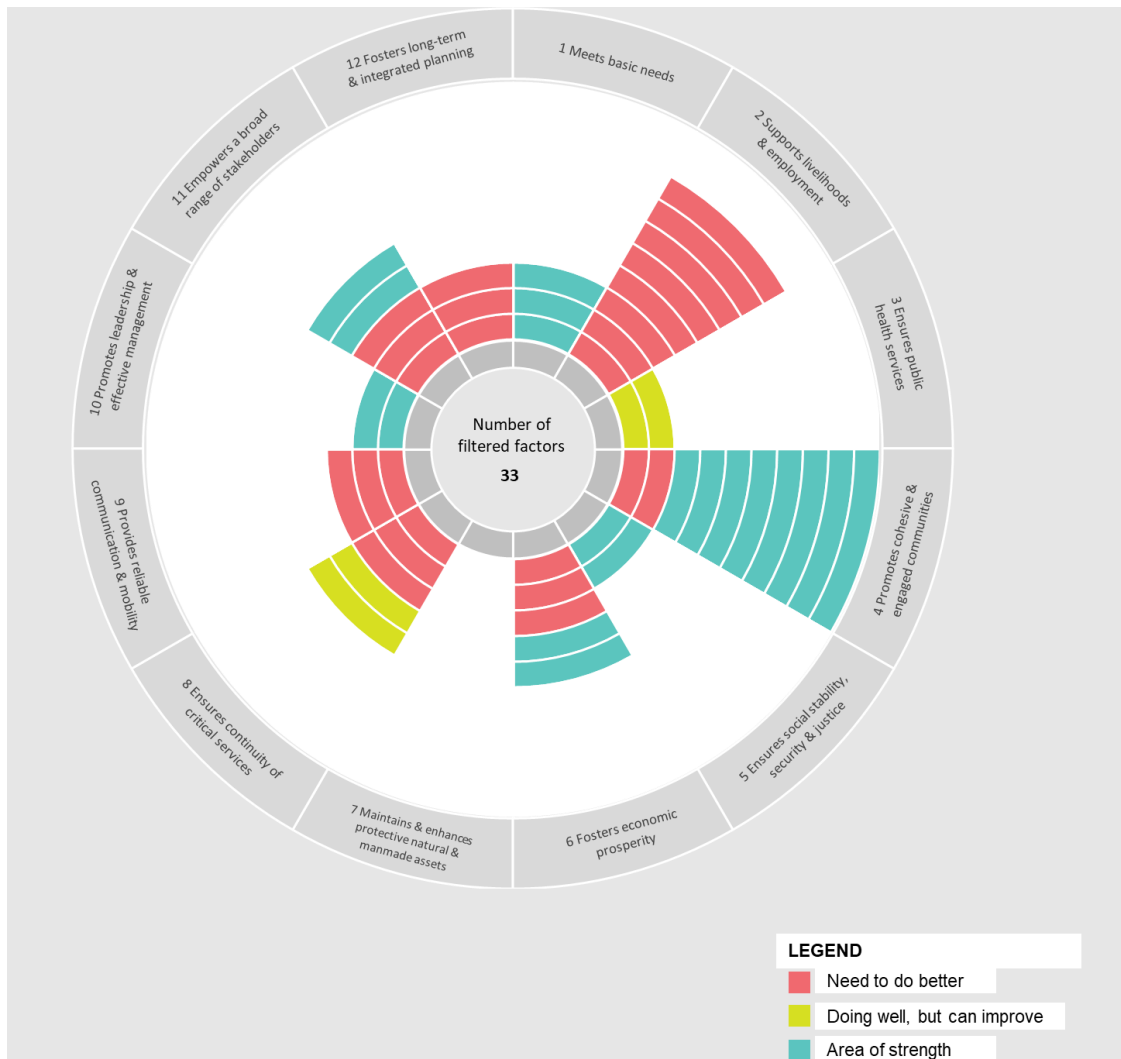 12 Fosters long-term
& integrated planning
1 Meets basic needs
2 Supports livelihoods
& employment
3 Ensures public
health services
4 Promotes cohesive &
engaged communities
5 Ensures social stability,
security & justice
6 Fosters economic
prosperity
7 Maintains & enhances
protective natural &
manmade assets
8 Ensures continuity of
critical services
9 Provides reliable
communication & mobility
10 Promotes leadership &
effective management
11 Empowers a broad
range of stakeholders
Number of
filtered factors
33
LEGEND
Need to do better
Doing well, but can improve
Area of strength